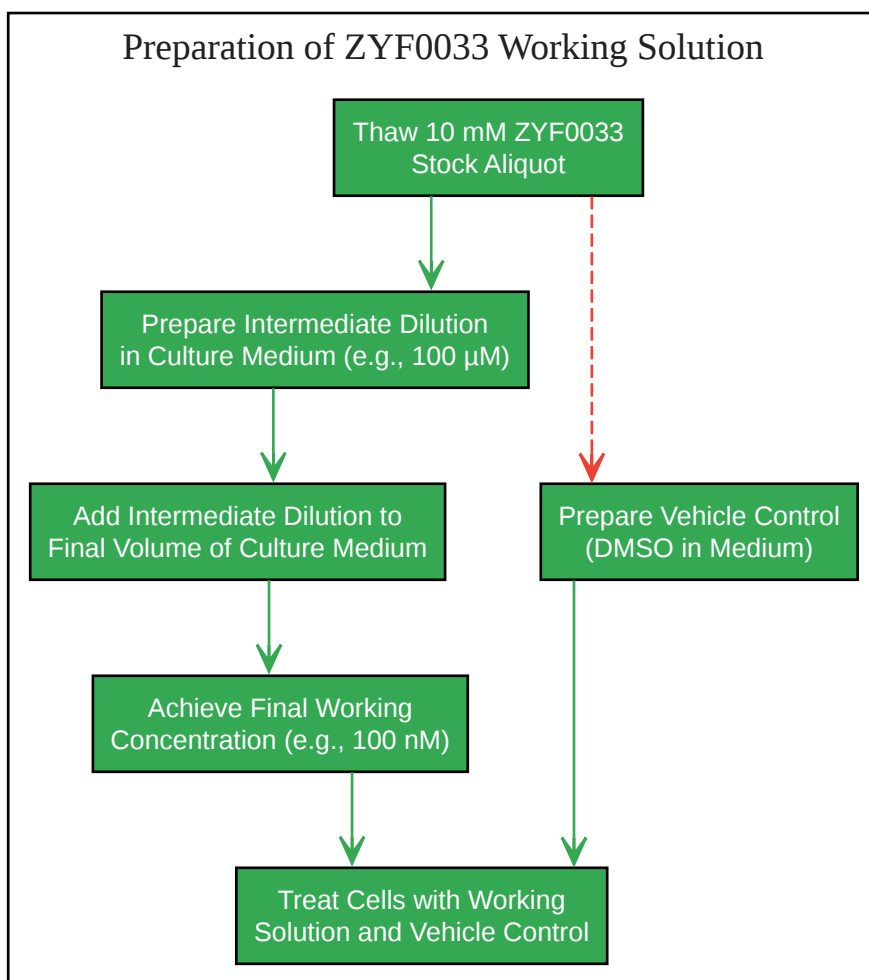 Preparation of ZYF0033 Working Solution
Thaw 10 mM ZYF0033
Stock Aliquot
Prepare Intermediate Dilution
in Culture Medium (e.g., 100 µM)
Add Intermediate Dilution to
Final Volume of Culture Medium
Prepare Vehicle Control
(DMSO in Medium)
Achieve Final Working
Concentration (e.g., 100 nM)
Treat Cells with Working
Solution and Vehicle Control